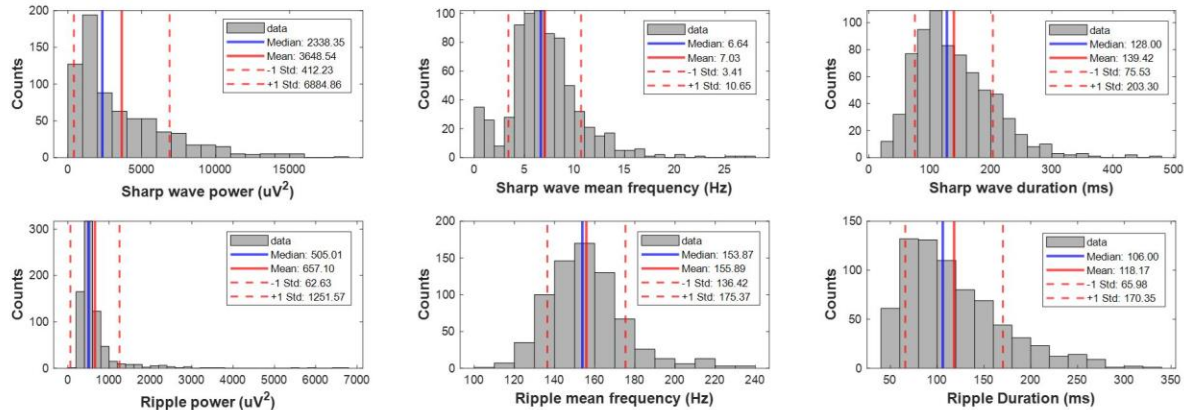 200
150
100
50
0
Counts
0
5000
10000
15000
Sharp wave power (uV²)
data
Median: 2338.35
Mean: 3648.54
-1 Std: 412.23
+1 Std: 6884.86
100
80
60
40
20
0
Counts
0
5
10
15
20
25
Sharp wave mean frequency (Hz)
data
Median: 6.64
Mean: 7.03
-1 Std: 3.41
+1 Std: 10.65
100
80
60
40
20
0
Counts
0
100
200
300
400
500
Sharp wave duration (ms)
data
Median: 128.00
Mean: 139.42
-1 Std: 75.53
+1 Std: 203.30
300
200
100
0
Counts
0
1000
2000
3000
4000
5000
6000
7000
Ripple power (uV²)
data
Median: 505.01
Mean: 657.10
-1 Std: 62.63
+1 Std: 1251.57
200
150
100
50
0
Counts
100
120
140
160
180
200
220
240
Ripple mean frequency (Hz)
data
Median: 153.87
Mean: 155.89
-1 Std: 136.42
+1 Std: 175.37
150
100
50
0
Counts
50
100
150
200
250
300
350
Ripple Duration (ms)
data
Median: 106.00
Mean: 118.17
-1 Std: 65.98
+1 Std: 170.35